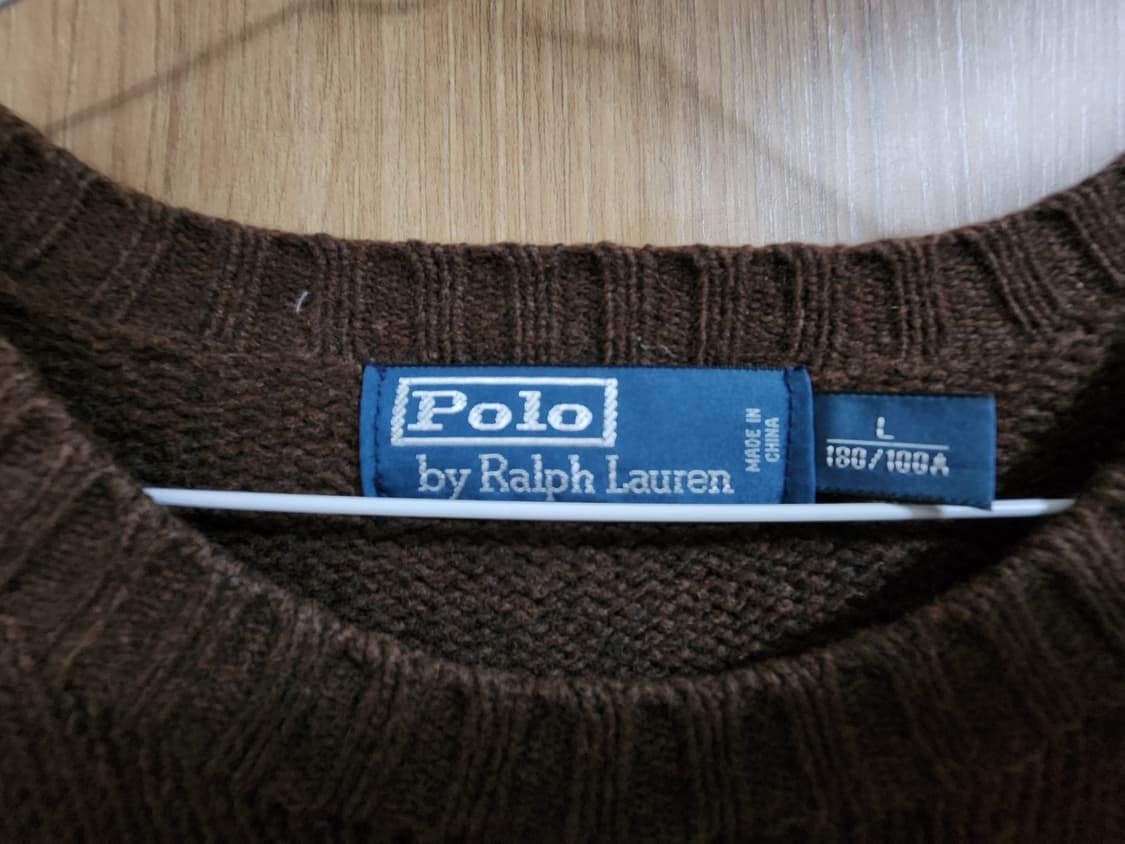 Polo
by Ralph Lauren
MADE IN
CHINA
L
180/100A